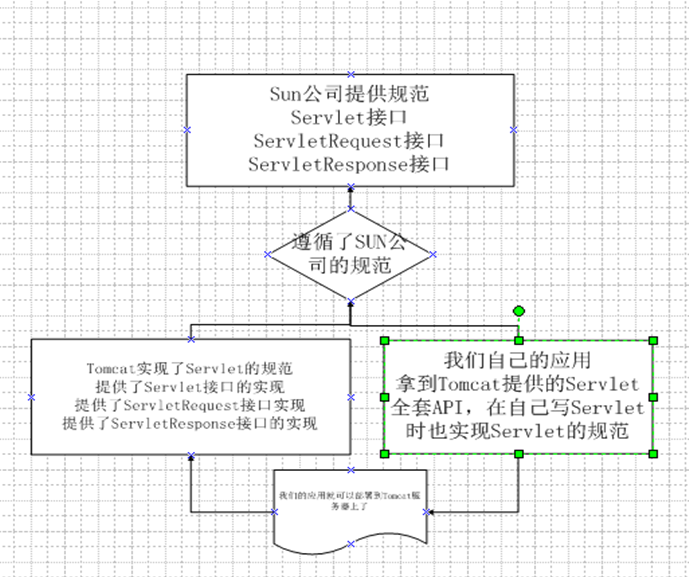 Sun公司提供规范
Servlet接口
ServletRequest接口
ServletResponse接口
遵循了SUN公
司的规范
Tomcat实现了Servlet的规范
提供了Servlet接口的实现
提供了ServletRequest接口实现
提供了ServletResponse接口的实现
我们自己的应用
拿到Tomcat提供的Servlet
全套API，在自己写Servlet
时也实现Servlet的规范
我们的应用就可以部署到Tomcat服
务器上了